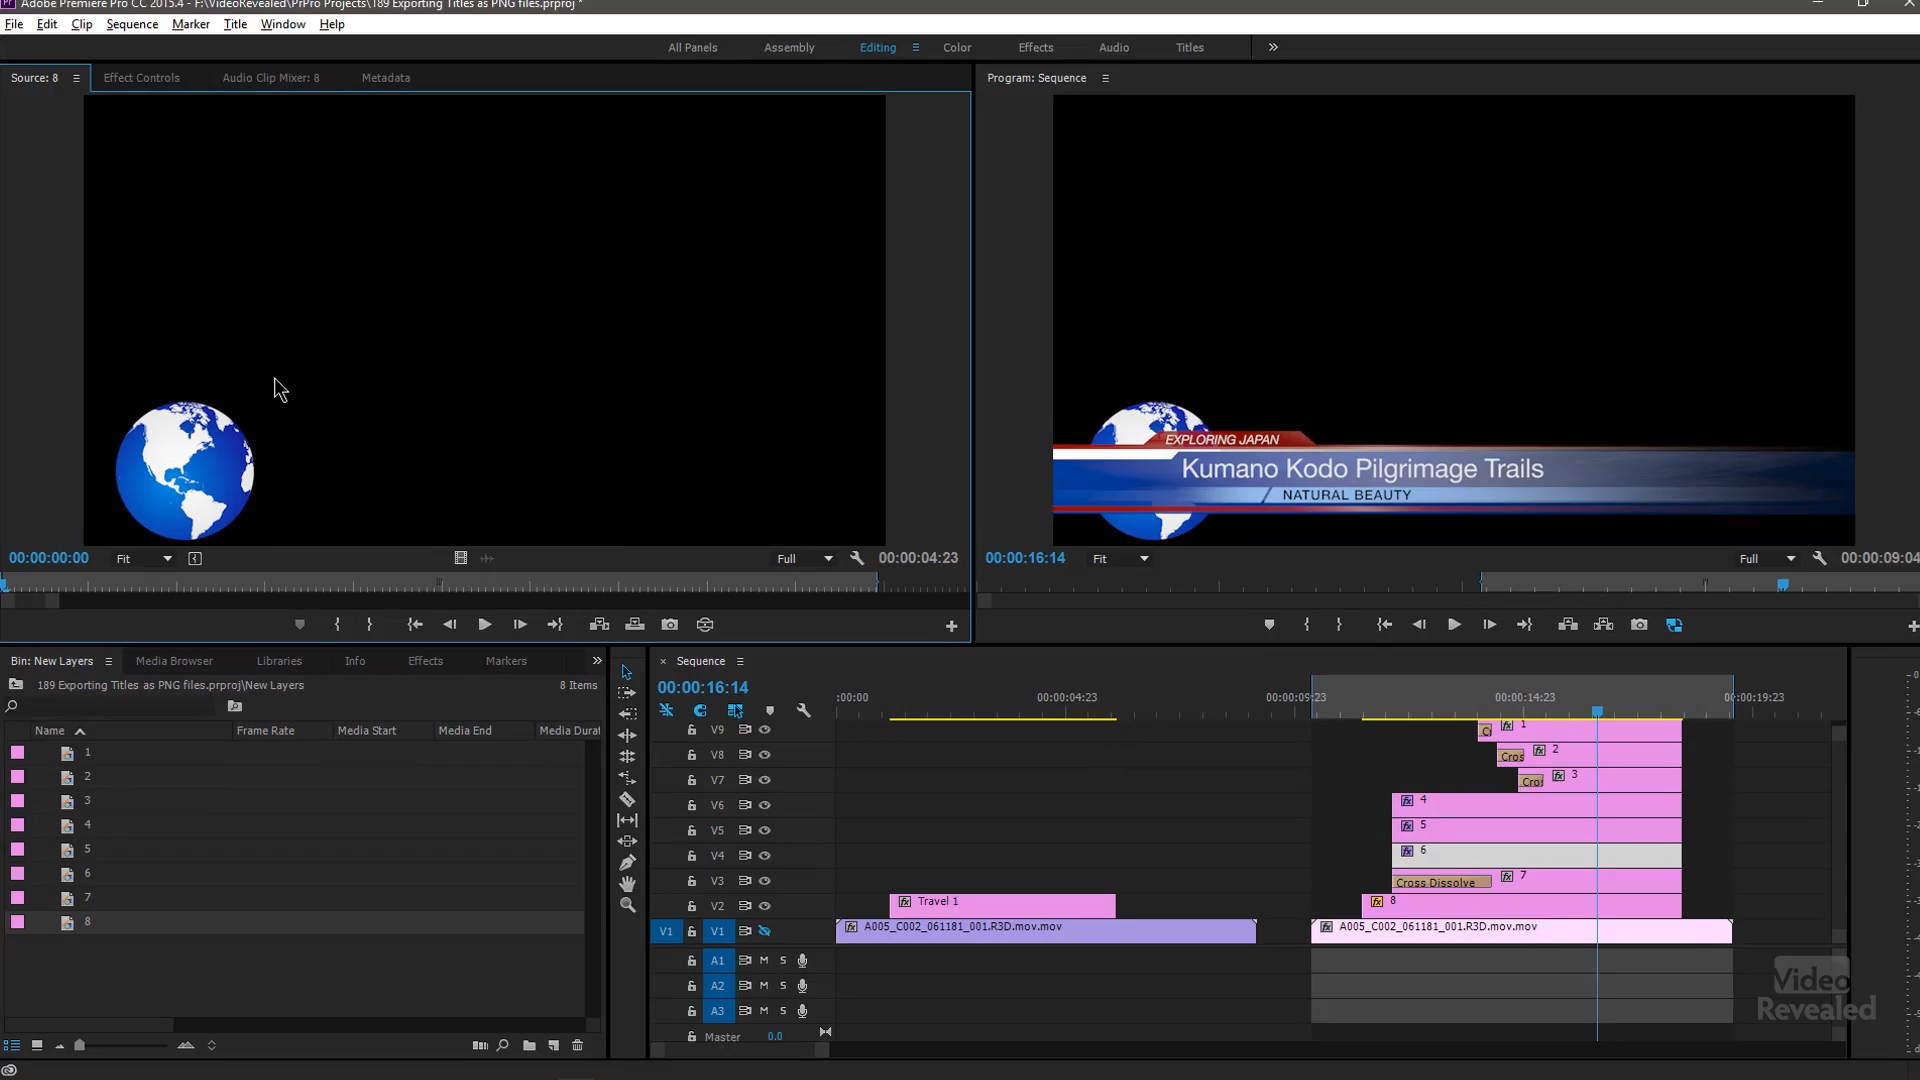 Adobe Premiere Pro CC 2015.4 - F:\VideoRevealed\PrPro Projects\189 Exporting Titles as PNG files.prproj *
File Edit Clip Sequence Marker Title Window Help
All Panels Assembly Editing Color Effects Audio Titles
Source: 8 Effect Controls Audio Clip Mixer: 8 Metadata
Program: Sequence
EXPLORING JAPAN
Kumano Kodo Pilgrimage Trails
NATURAL BEAUTY
00:00:00:00 Fit Full 00:00:04:23
00:00:16:14 Fit Full 00:00:09:04
Bin: New Layers Media Browser Libraries Info Effects Markers
189 Exporting Titles as PNG files.prproj\New Layers 8 Items
Name Frame Rate Media Start Media End Media Durat
1
2
3
4
5
6
7
8
Sequence
00:00:16:14
:00:00 00:00:04:23 00:00:09:23 00:00:14:23 00:00:19:23
V9 C 1
V8 Cros 2
V7 Cro 3
V6 4
V5 5
V4 6
V3 Cross Dissolve 7
V2 Travel 1 8
V1 V1 A005_C002_061181_001.R3D.mov.mov A005_C002_061181_001.R3D.mov.mov
A1 M S
A2 M S
A3 M S
Master 0.0
Video
Revealed